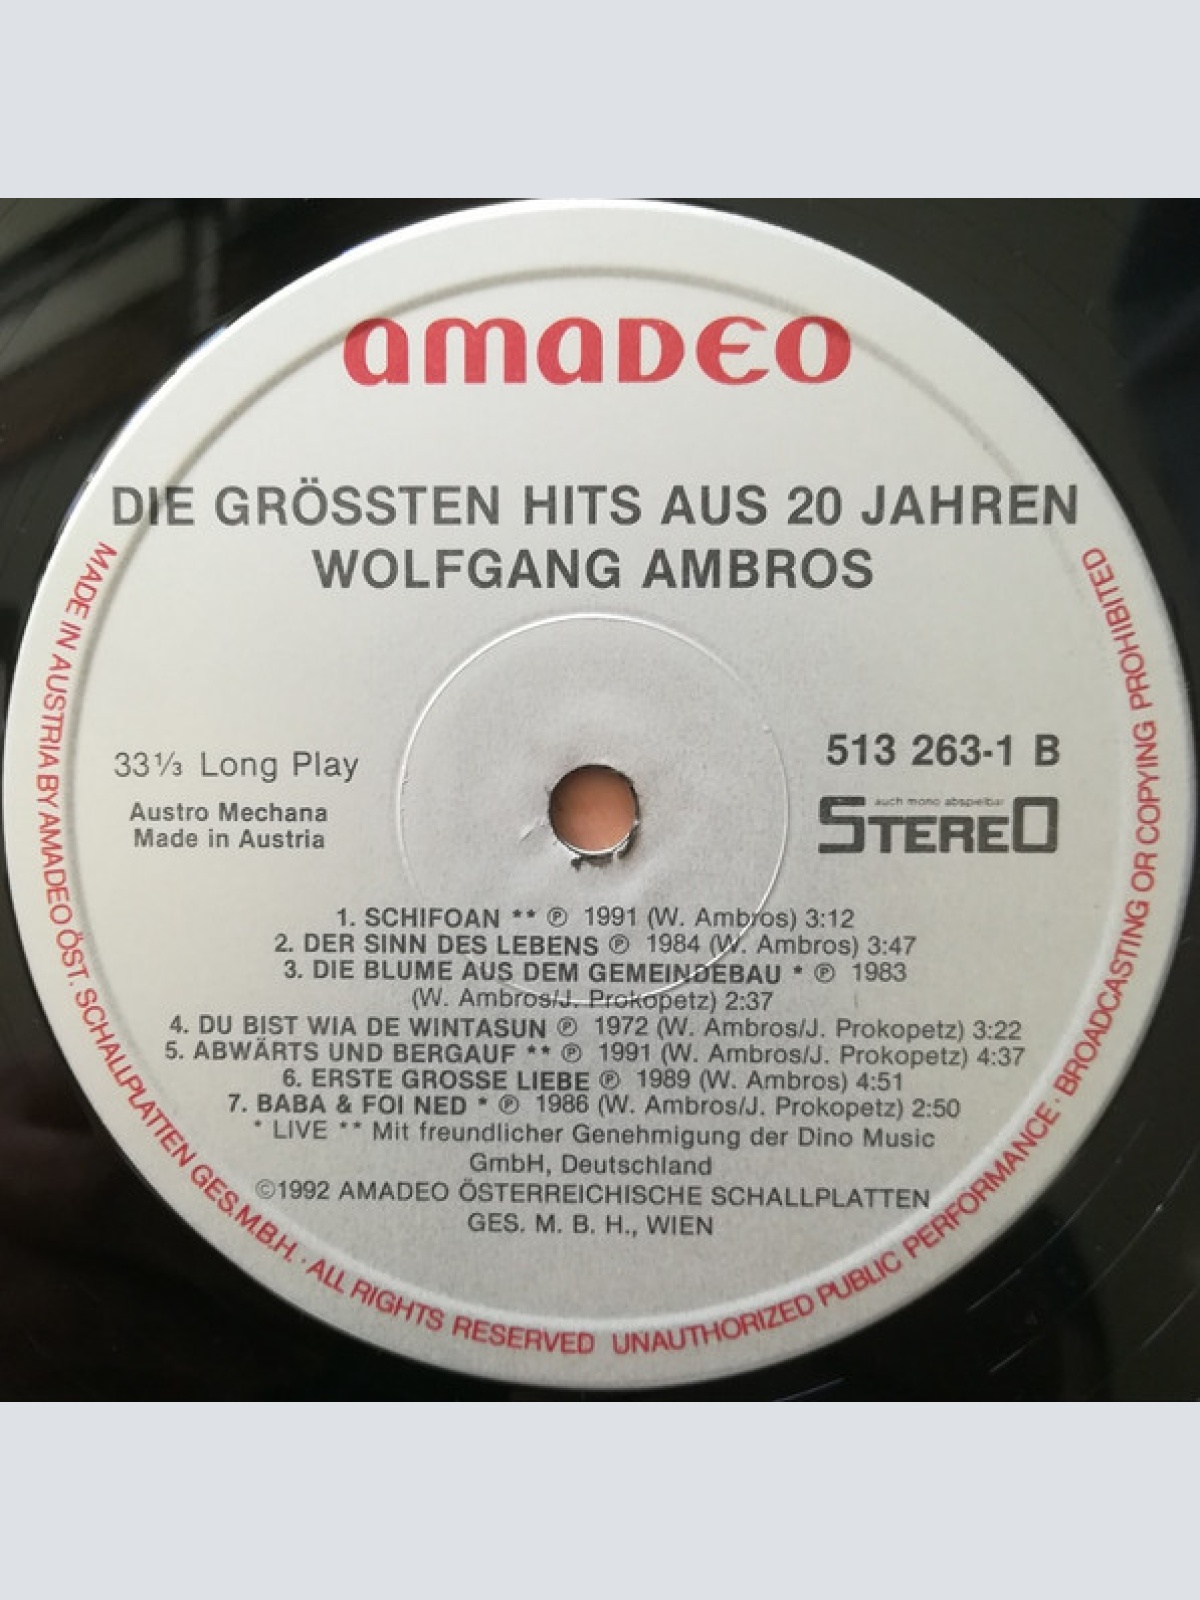 amaDEO
DIE GRÖSSTEN HITS AUS 20 JAHREN
WOLFGANG AMBROS
33⅓ Long Play
Austro Mechana
Made in Austria
513 263-1 B
auch mono abspielbar
STEREO
1. SCHIFOAN ** ℗ 1991 (W. Ambros) 3:12
2. DER SINN DES LEBENS ℗ 1984 (W. Ambros) 3:47
3. DIE BLUME AUS DEM GEMEINDEBAU * ℗ 1983
(W. Ambros/J. Prokopetz) 2:37
4. DU BIST WIA DE WINTASUN ℗ 1972 (W. Ambros/J. Prokopetz) 3:22
5. ABWÄRTS UND BERGAUF ** ℗ 1991 (W. Ambros/J. Prokopetz) 4:37
6. ERSTE GROSSE LIEBE ℗ 1989 (W. Ambros) 4:51
7. BABA & FOI NED * ℗ 1986 (W. Ambros/J. Prokopetz) 2:50
* LIVE ** Mit freundlicher Genehmigung der Dino Music
GmbH, Deutschland
©1992 AMADEO ÖSTERREICHISCHE SCHALLPLATTEN
GES. M. B. H., WIEN
MADE IN AUSTRIA BY AMADEO ÖST. SCHALLPLATTEN GES.M.B.H. · ALL RIGHTS RESERVED UNAUTHORIZED PUBLIC PERFORMANCE · BROADCASTING OR COPYING PROHIBITED